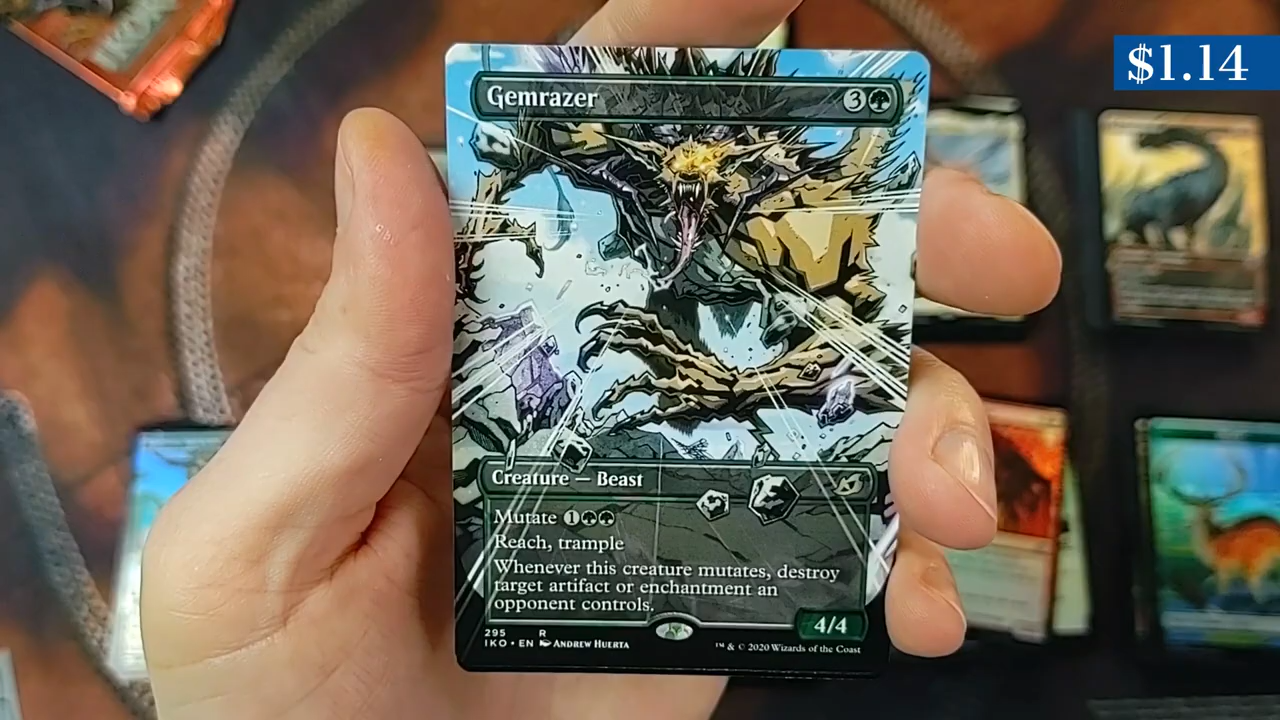 $1.14
Gemrazer 3
Creature — Beast
Mutate 1
Reach, trample
Whenever this creature mutates, destroy
target artifact or enchantment an
opponent controls.
4/4
295 R
IKO • EN ANDREW HUERTA
™ & © 2020 Wizards of the Coast